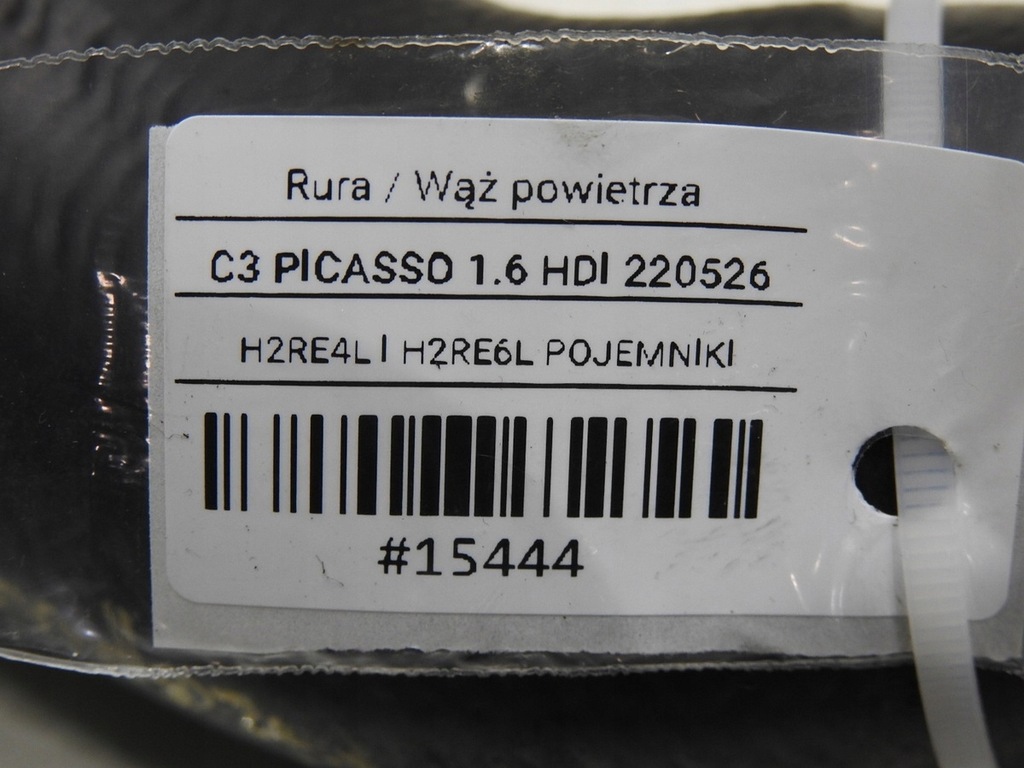 Rura / Wąż powietrza
C3 PICASSO 1.6 HDI 220526
H2RE4L I H2RE6L POJEMNIKI
#15444